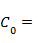 C₀ =